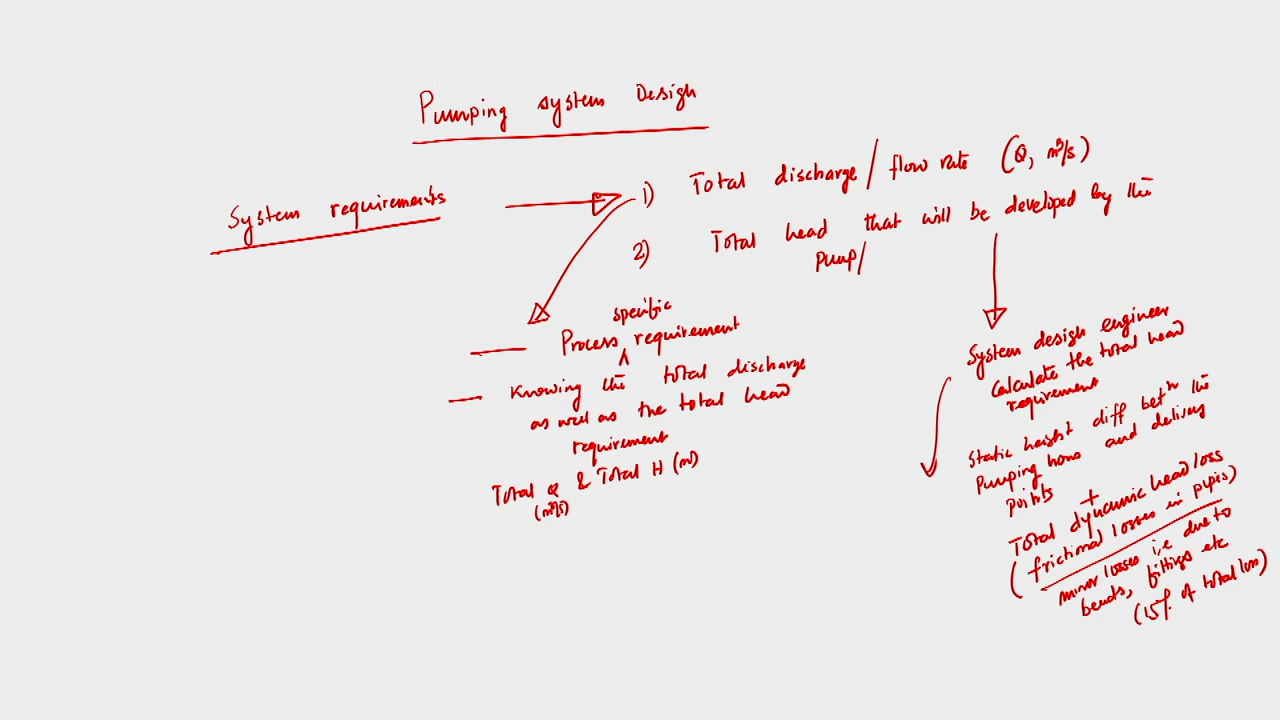 Pumping system Design
System requirements
1) Total discharge / flow rate (Q, m³/s)
2) Total head that will be developed by the
pump/
specific
Process ∧ requirement
Knowing the total discharge
as well as the total head
requirement
Total Q & Total H (m)
(m³/s)
System design engineer
calculate the total head
requirement
Static height diff betⁿ the
Pumping and delivery
points
+
Total dynamic head loss
(frictional losses in pipes)
minor losses i,e due to
bends, fittings etc
(15% of total loss)